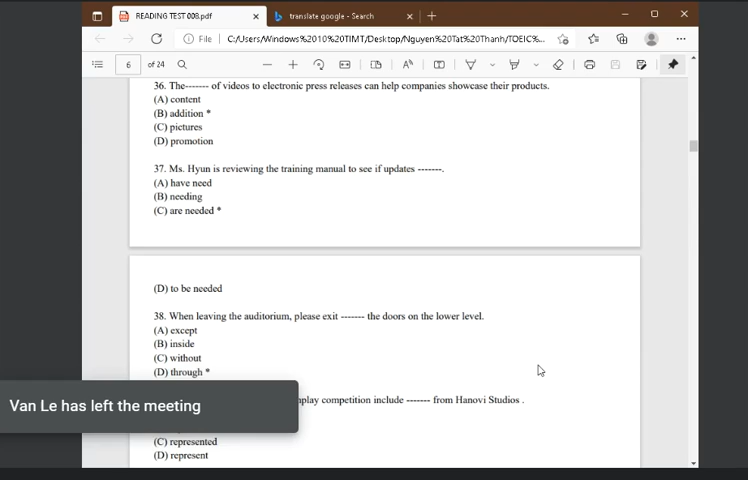 READING TEST 008.pdf
translate google - Search
File
C:/Users/Windows%2010%20TIMT/Desktop/Nguyen%20Tat%20Thanh/TOEIC%...
6 of 24
36. The------- of videos to electronic press releases can help companies showcase their products.
(A) content
(B) addition *
(C) pictures
(D) promotion
37. Ms. Hyun is reviewing the training manual to see if updates -------.
(A) have need
(B) needing
(C) are needed *
(D) to be needed
38. When leaving the auditorium, please exit ------- the doors on the lower level.
(A) except
(B) inside
(C) without
(D) through *
Van Le has left the meeting
competition include ------- from Hanovi Studios .
(C) represented
(D) represent